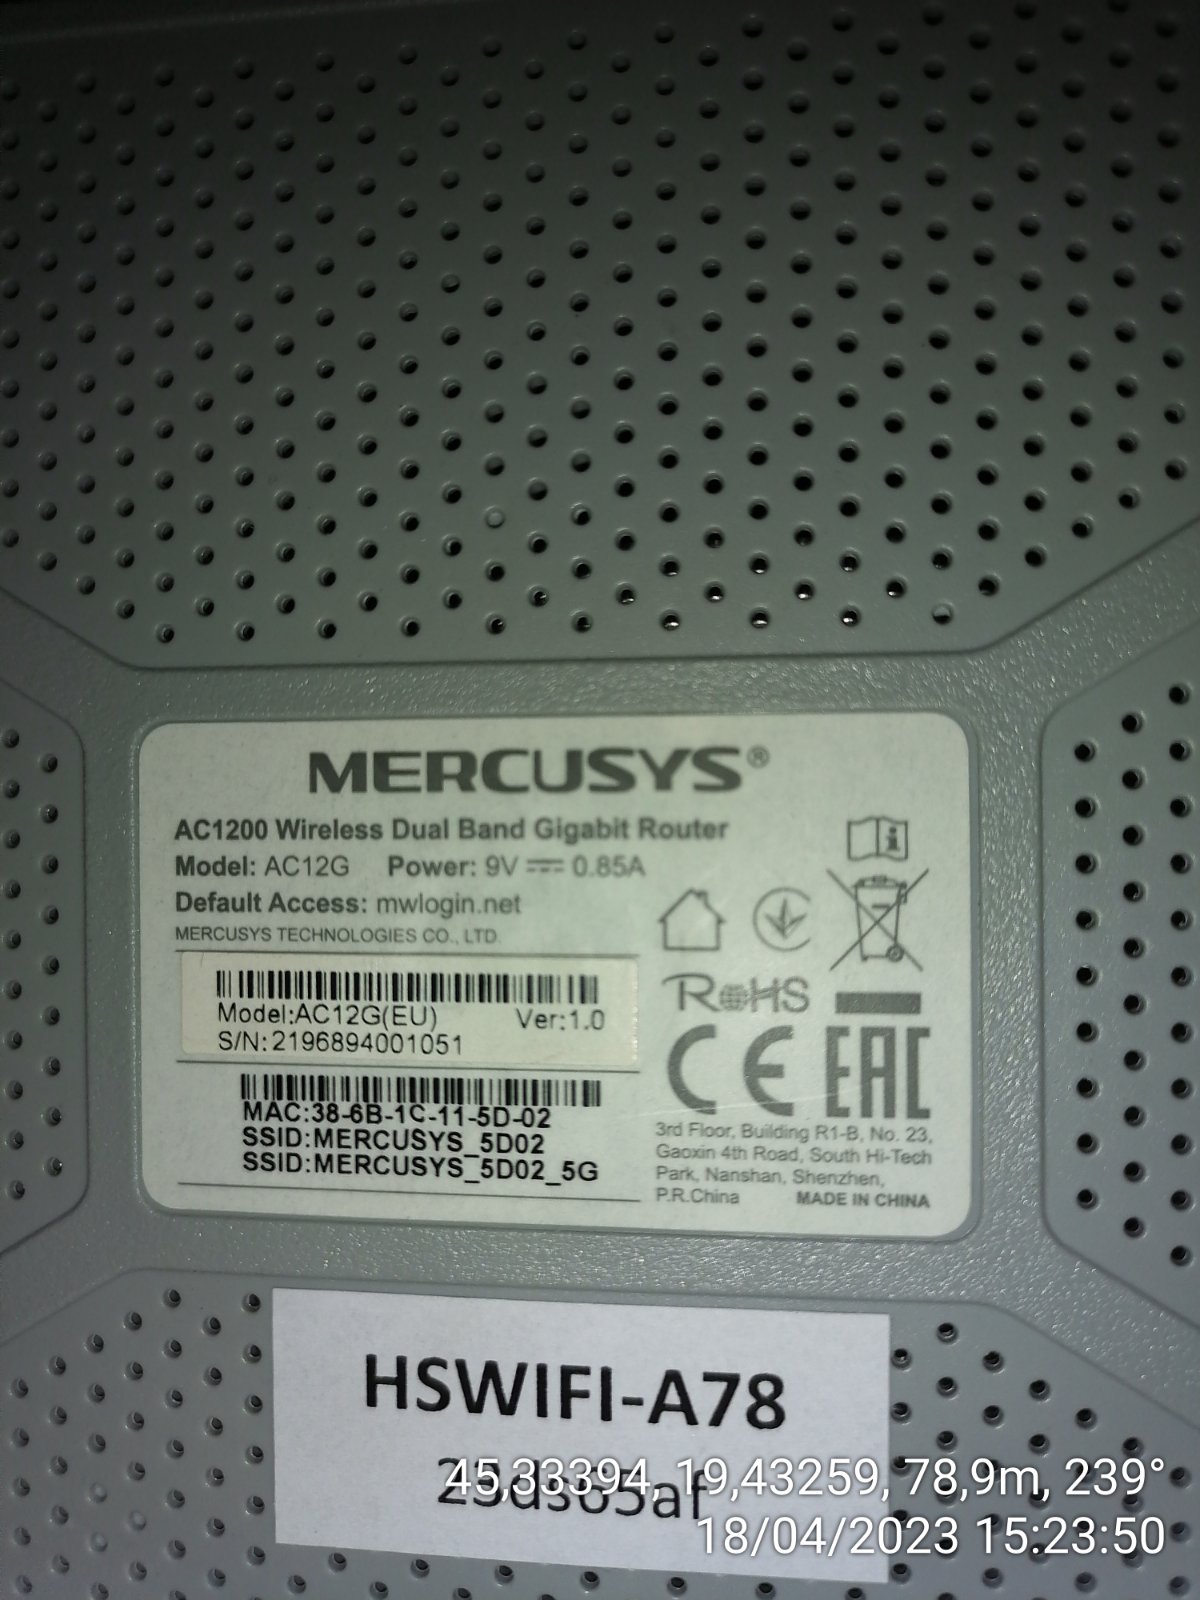 MERCUSYS®
AC1200 Wireless Dual Band Gigabit Router
Model: AC12G Power: 9V ⎓ 0.85A
Default Access: mwlogin.net
MERCUSYS TECHNOLOGIES CO., LTD.
Model:AC12G(EU) Ver:1.0
S/N:2196894001051
MAC:38-6B-1C-11-5D-02
SSID:MERCUSYS_5D02
SSID:MERCUSYS_5D02_5G
RoHS
CE EAC
3rd Floor, Building R1-B, No. 23,
Gaoxin 4th Road, South Hi-Tech
Park, Nanshan, Shenzhen,
P.R.China MADE IN CHINA
HSWIFI-A78
45,33394, 19,43259, 78,9m, 239°
18/04/2023 15:23:50